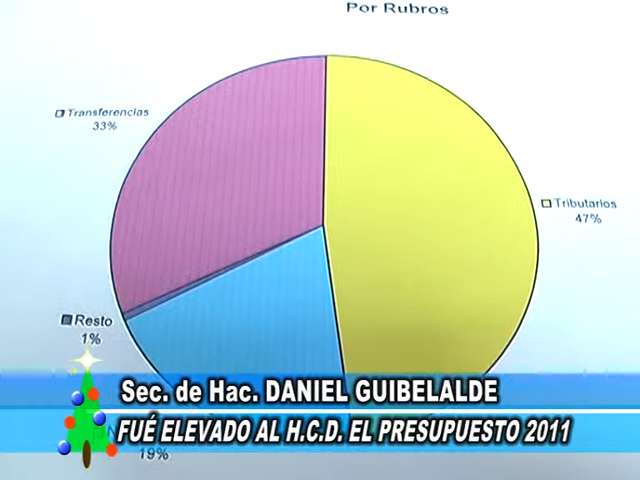 Por Rubros
Transferencias
33%
Tributarios
47%
Resto
1%
Sec. de Hac. DANIEL GUIBELALDE
FUÉ ELEVADO AL H.C.D. EL PRESUPUESTO 2011
19%